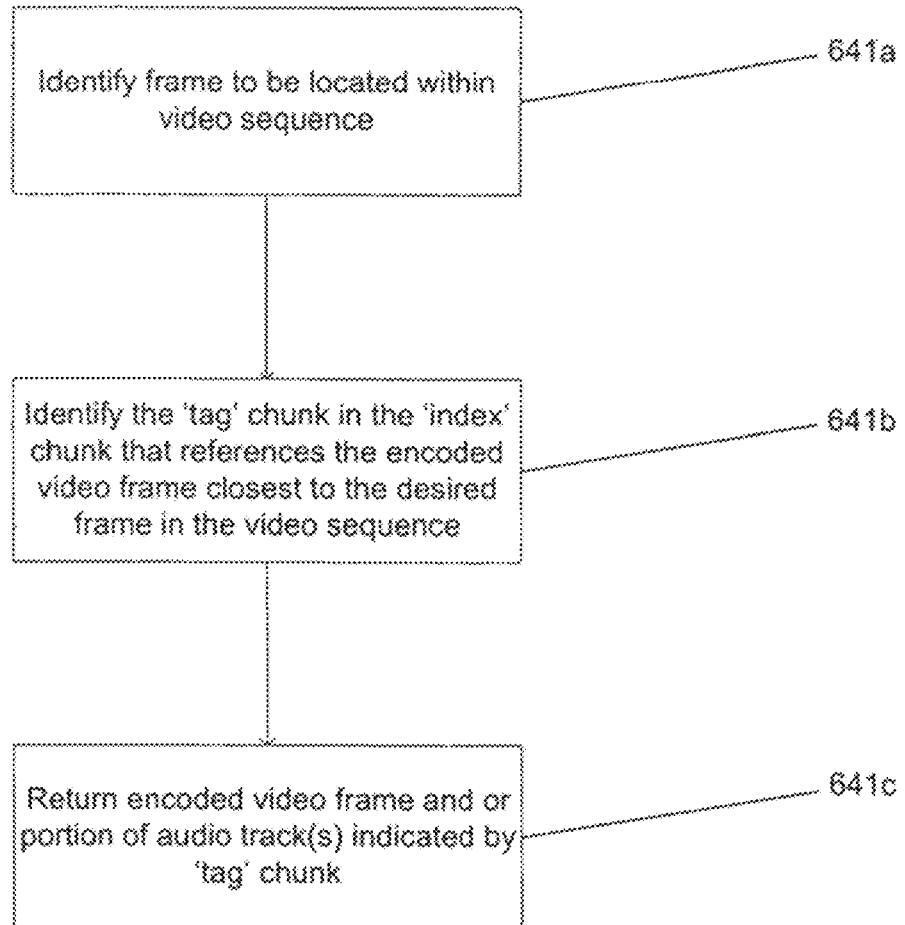 Identify frame to be located within
video sequence
641a
Identify the 'tag' chunk in the 'index'
chunk that references the encoded
video frame closest to the desired
frame in the video sequence
641b
Return encoded video frame and or
portion of audio track(s) indicated by
'tag' chunk
641c